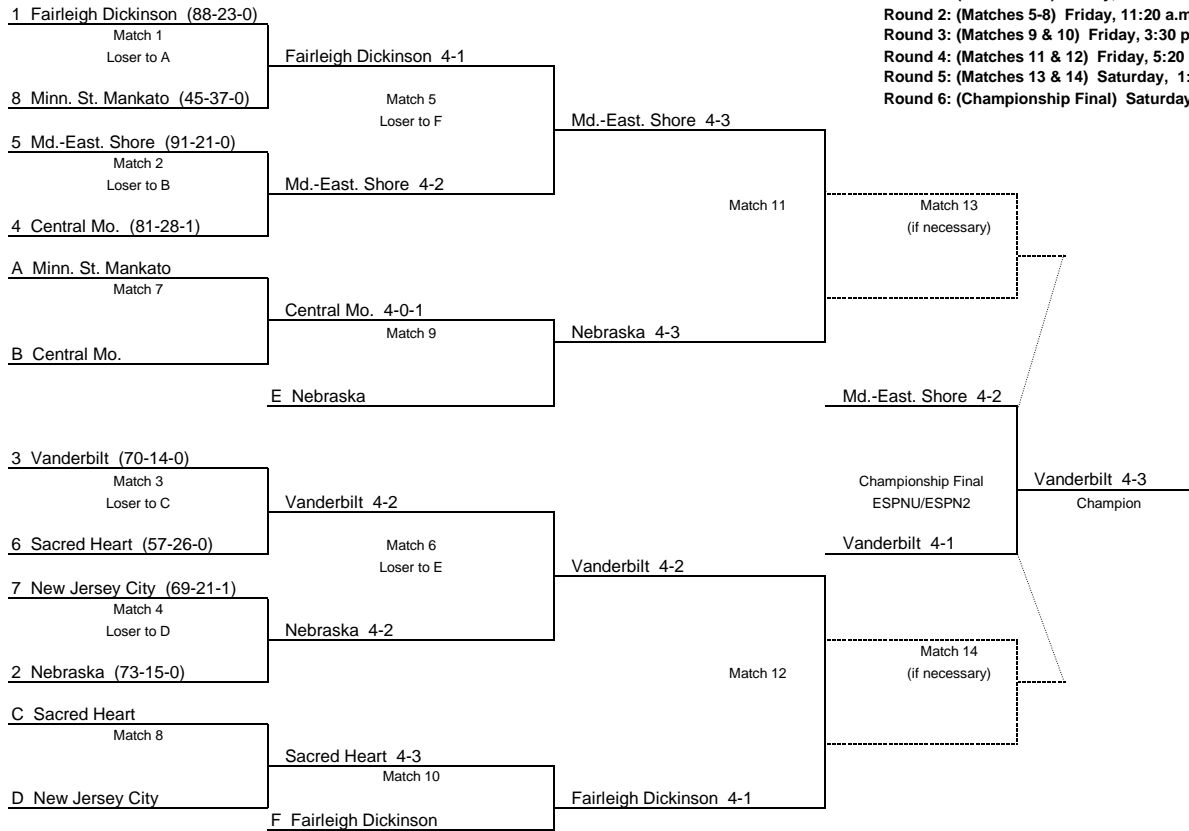 1 Fairleigh Dickinson (88-23-0)
Match 1
Loser to A
Fairleigh Dickinson 4-1
8 Minn. St. Mankato (45-37-0)
Match 5
Loser to F
5 Md.-East. Shore (91-21-0)
Match 2
Loser to B
Md.-East. Shore 4-2
4 Central Mo. (81-28-1)
Md.-East. Shore 4-3
Match 11
Match 13
(if necessary)
A Minn. St. Mankato
Match 7
Central Mo. 4-0-1
Match 9
B Central Mo.
Nebraska 4-3
E Nebraska
Md.-East. Shore 4-2
3 Vanderbilt (70-14-0)
Match 3
Loser to C
Vanderbilt 4-2
6 Sacred Heart (57-26-0)
Match 6
Loser to E
Championship Final
ESPNU/ESPN2
Vanderbilt 4-3
Champion
Vanderbilt 4-1
7 New Jersey City (69-21-1)
Match 4
Loser to D
Nebraska 4-2
2 Nebraska (73-15-0)
Vanderbilt 4-2
Match 12
Match 14
(if necessary)
C Sacred Heart
Match 8
Sacred Heart 4-3
Match 10
D New Jersey City
Fairleigh Dickinson 4-1
F Fairleigh Dickinson
Round 2: (Matches 5-8) Friday, 11:20 a.m
Round 3: (Matches 9 & 10) Friday, 3:30 p
Round 4: (Matches 11 & 12) Friday, 5:20
Round 5: (Matches 13 & 14) Saturday, 1:
Round 6: (Championship Final) Saturday